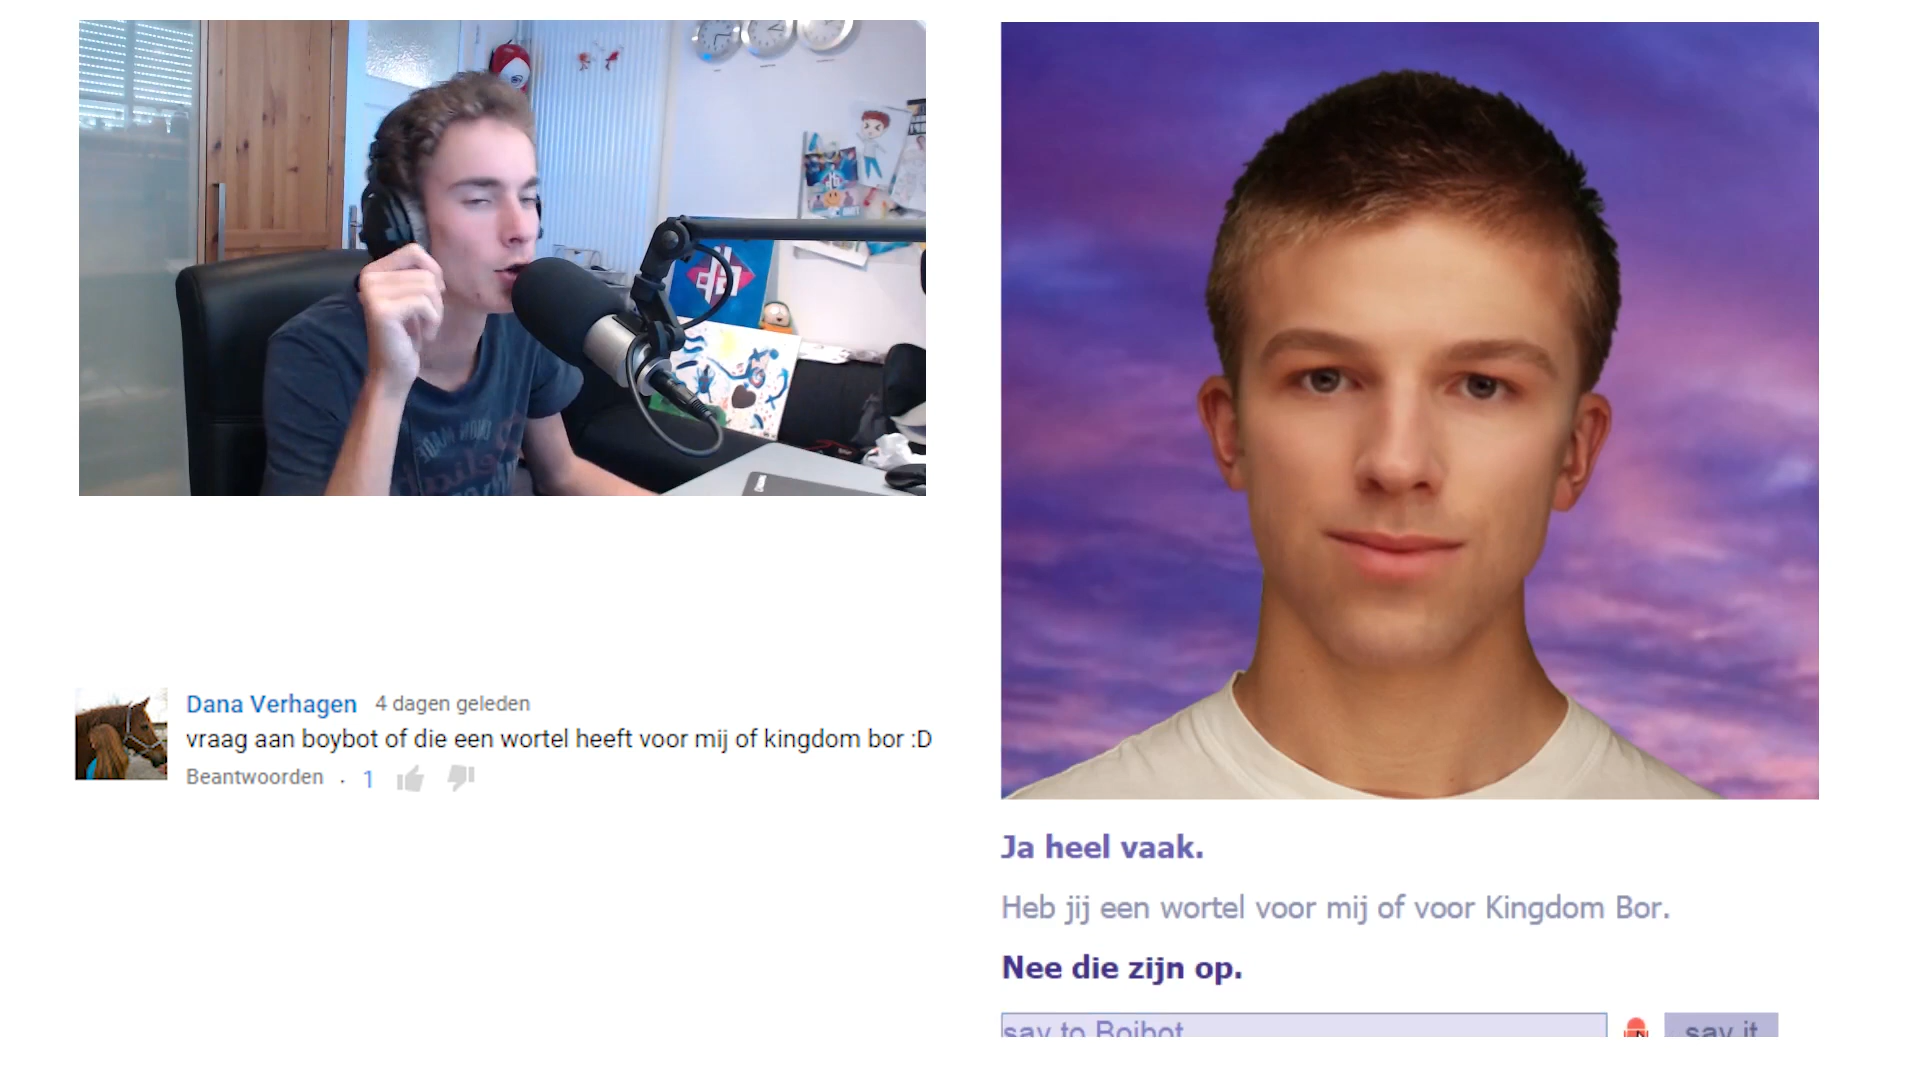 Dana Verhagen 4 dagen geleden
vraag aan boybot of die een wortel heeft voor mij of kingdom bor :D
Beantwoorden · 1
Ja heel vaak.
Heb jij een wortel voor mij of voor Kingdom Bor.
Nee die zijn op.
say to Boibot
say it